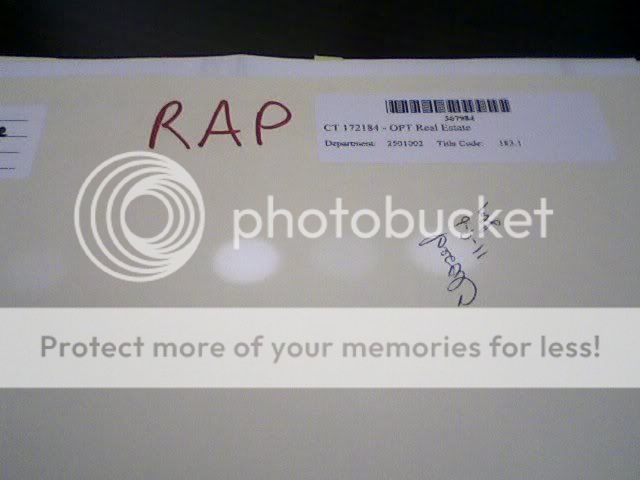 RAP
567984
CT 172184 - OPT Real Estate
Department: 2501002 Title Code: 183.1
e
photobucket
Closed
Protect more of your memories for less!